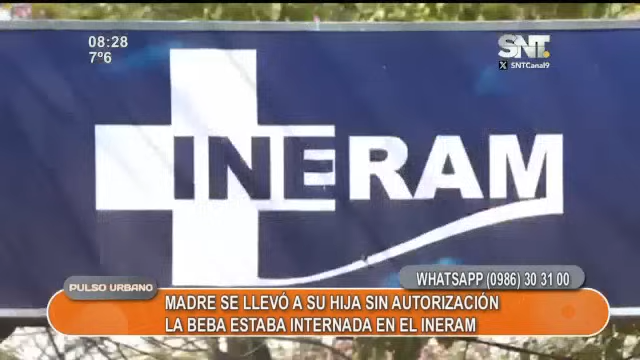 08:28
7°6
SNT
X SNTCanal9
INERAM
PULSO URBANO
WHATSAPP (0986) 30 31 00
MADRE SE LLEVÓ A SU HIJA SIN AUTORIZACIÓN
LA BEBA ESTABA INTERNADA EN EL INERAM